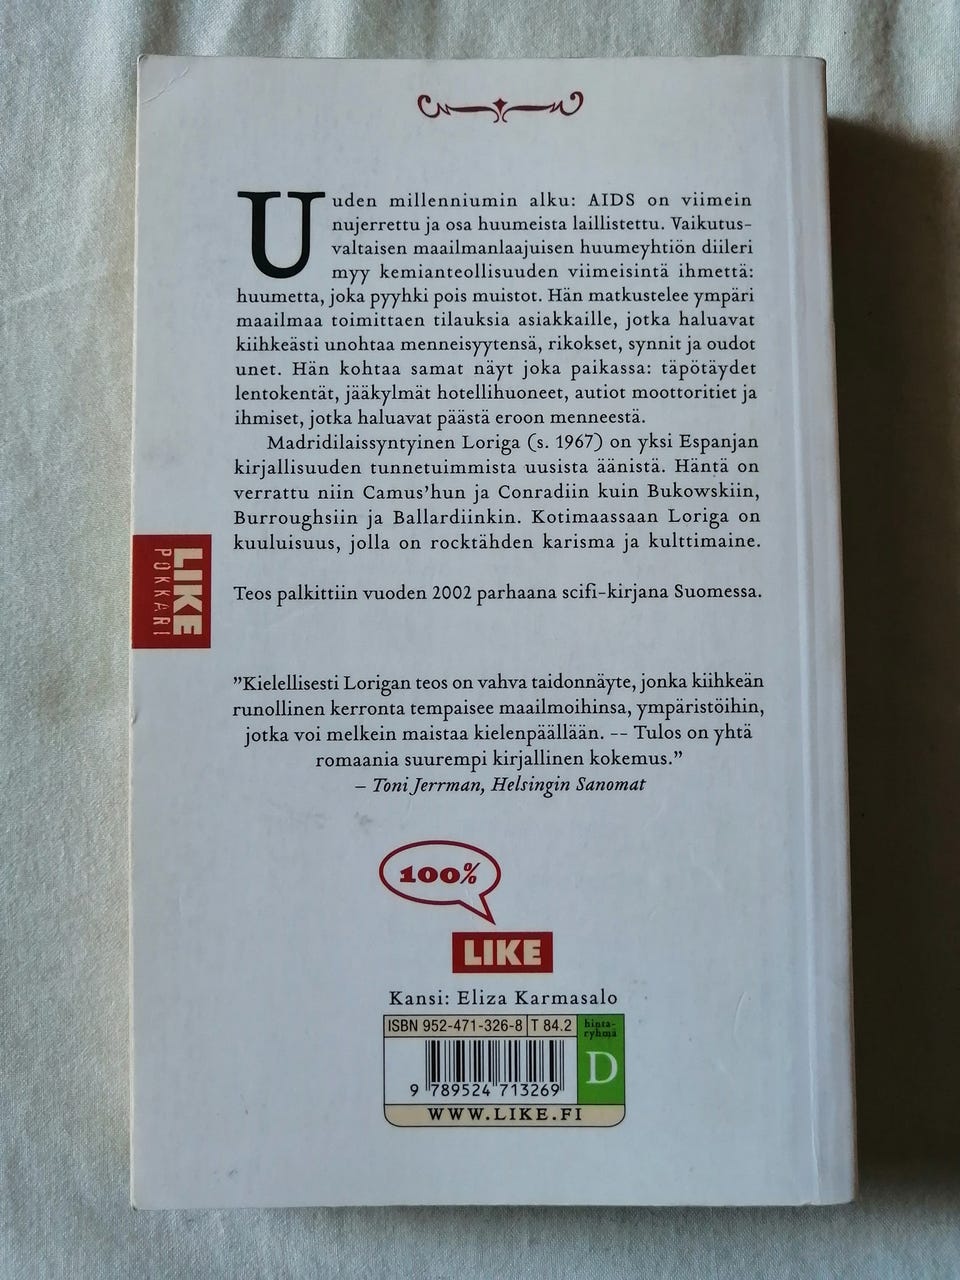 Uuden millenniumin alku: AIDS on viimein
nujerrettu ja osa huumeista laillistettu. Vaikutus-
valtaisen maailmanlaajuisen huumeyhtiön diileri
myy kemianteollisuuden viimeisintä ihmettä:
huumetta, joka pyyhki pois muistot. Hän matkustelee ympäri
maailmaa toimittaen tilauksia asiakkaille, jotka haluavat
kiihkeästi unohtaa menneisyytensä, rikokset, synnit ja oudot
unet. Hän kohtaa samat näyt joka paikassa: täpötäydet
lentokentät, jääkylmät hotellihuoneet, autiot moottoritiet ja
ihmiset, jotka haluavat päästä eroon menneestä.
Madridilaissyntyinen Loriga (s. 1967) on yksi Espanjan
kirjallisuuden tunnetuimmista uusista äänistä. Häntä on
verrattu niin Camus'hun ja Conradiin kuin Bukowskiin,
Burroughsiin ja Ballardiinkin. Kotimaassaan Loriga on
kuuluisuus, jolla on rocktähden karisma ja kulttimaine.
Teos palkittiin vuoden 2002 parhaana scifi-kirjana Suomessa.
LIKE
POKKARI
”Kielellisesti Lorigan teos on vahva taidonnäyte, jonka kiihkeän
runollinen kerronta tempaisee maailmoihinsa, ympäristöihin,
jotka voi melkein maistaa kielenpäällään. -- Tulos on yhtä
romaania suurempi kirjallinen kokemus.”
– Toni Jerrman, Helsingin Sanomat
100%
LIKE
Kansi: Eliza Karmasalo
ISBN 952-471-326-8 T 84.2
hinta-
ryhmä
D
9 789524 713269
WWW.LIKE.FI